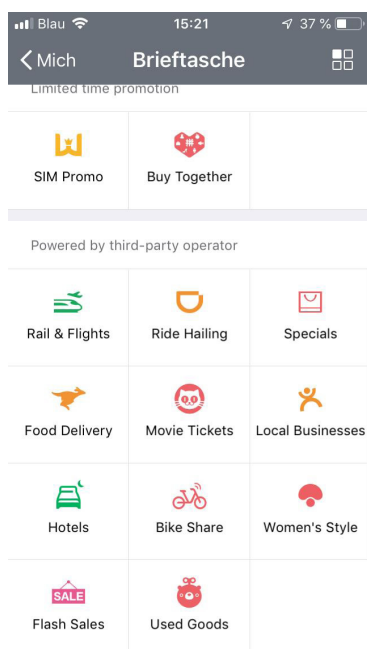 Blau 15:21 37 %
Mich Brieftasche
Limited time promotion
SIM Promo Buy Together
Powered by third-party operator
Rail & Flights Ride Hailing Specials
Food Delivery Movie Tickets Local Businesses
Hotels Bike Share Women's Style
SALE
Flash Sales Used Goods